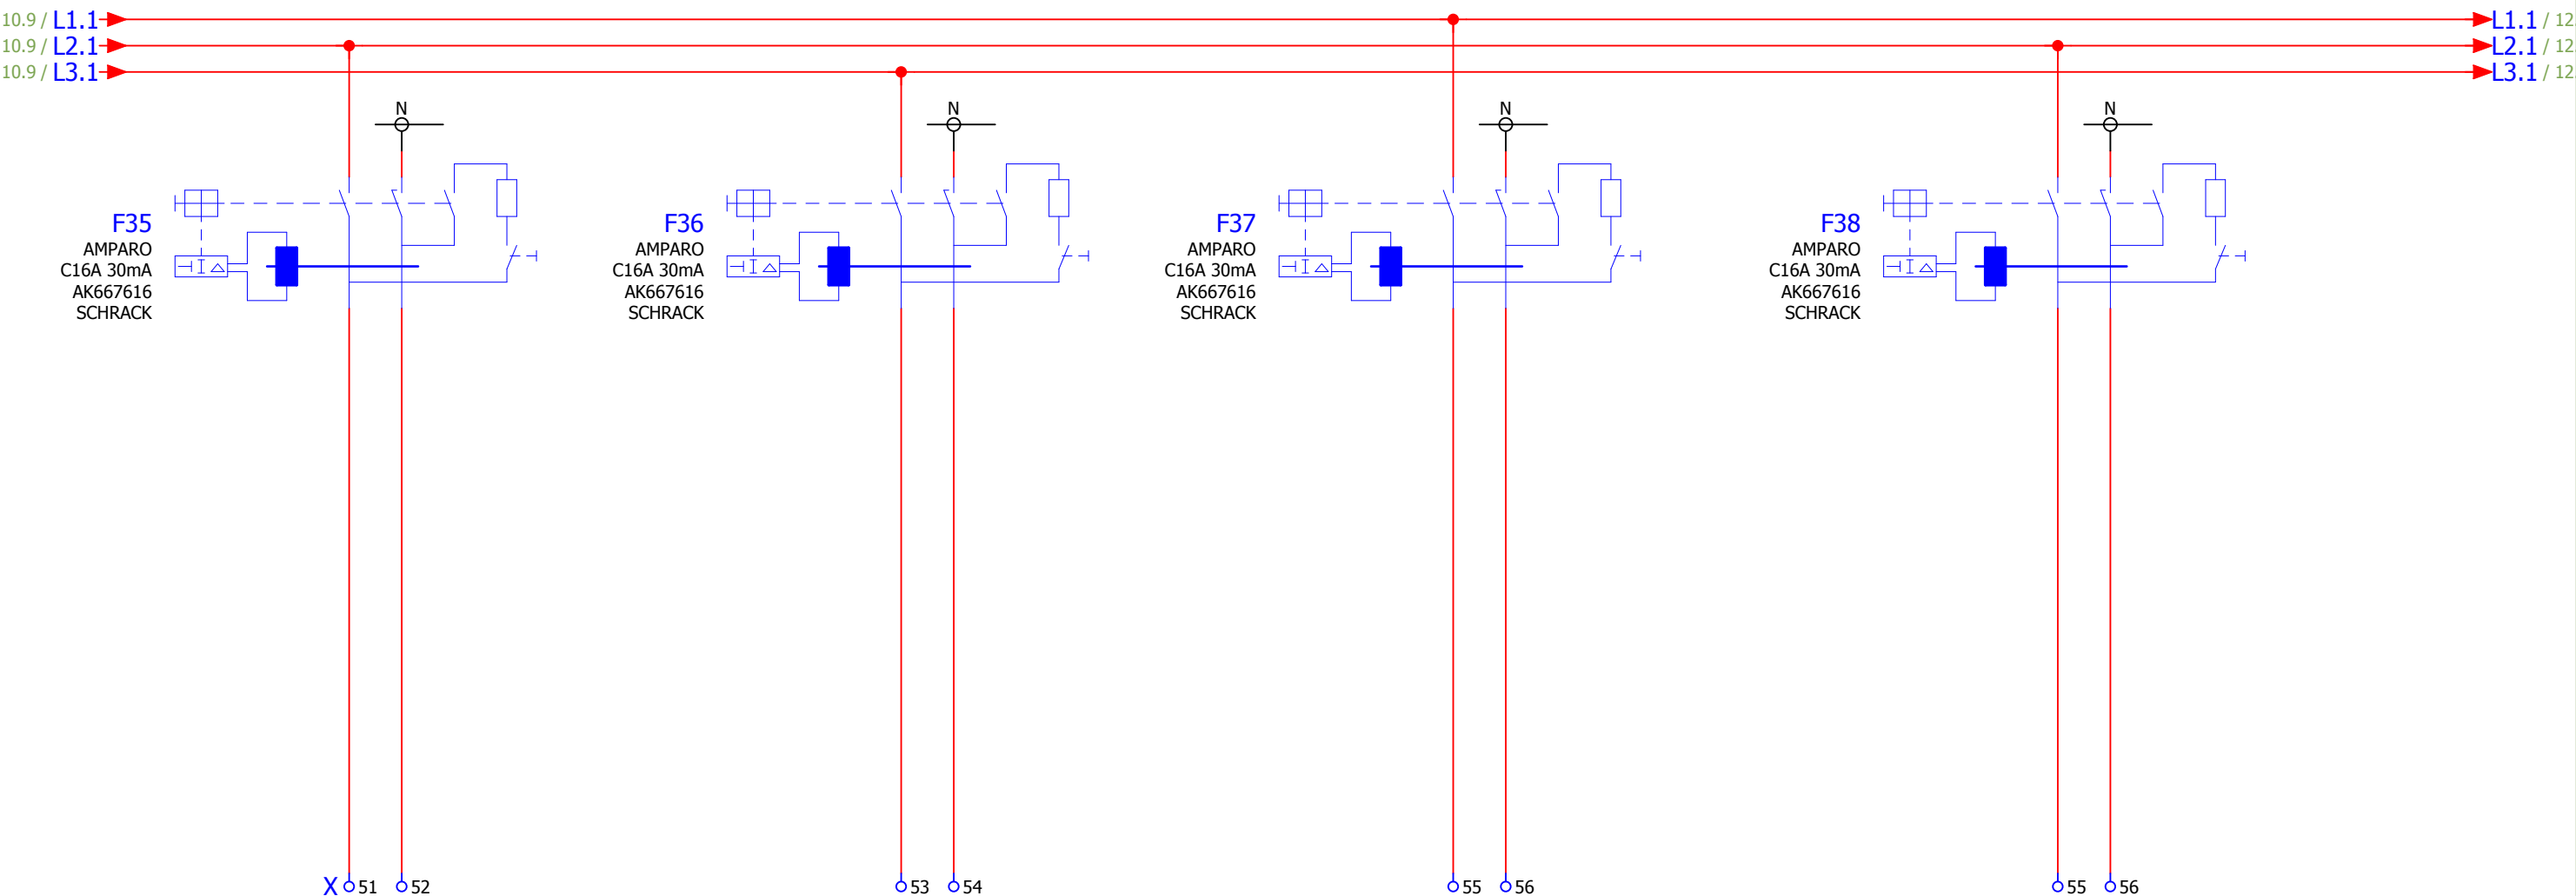 10.9 / L1.1 L1.1 / 12
10.9 / L2.1 L2.1 / 12
10.9 / L3.1 L3.1 / 12
N N N N
F35
AMPARO
C16A 30mA
AK667616
SCHRACK
F36
AMPARO
C16A 30mA
AK667616
SCHRACK
F37
AMPARO
C16A 30mA
AK667616
SCHRACK
F38
AMPARO
C16A 30mA
AK667616
SCHRACK
X 51 52 53 54 55 56 55 56